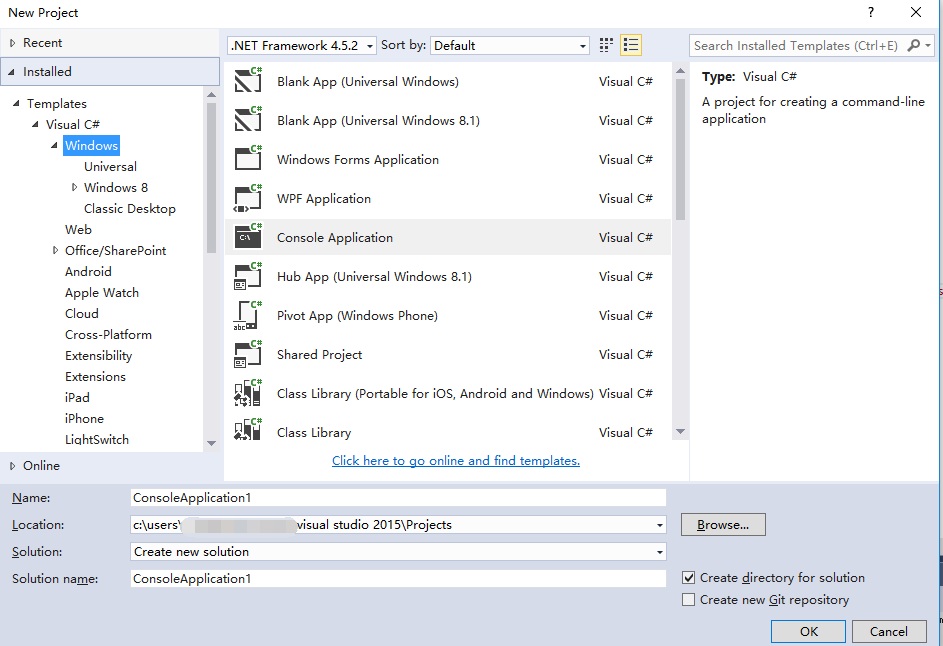 New Project
? 
Recent
Installed
Templates
Visual C#
Windows
Universal
Windows 8
Classic Desktop
Web
Office/SharePoint
Android
Apple Watch
Cloud
Cross-Platform
Extensibility
Extensions
iPad
iPhone
LightSwitch
Online
.NET Framework 4.5.2 Sort by: Default
Blank App (Universal Windows) Visual C#
Blank App (Universal Windows 8.1) Visual C#
Windows Forms Application Visual C#
WPF Application Visual C#
Console Application Visual C#
Hub App (Universal Windows 8.1) Visual C#
Pivot App (Windows Phone) Visual C#
Shared Project Visual C#
Class Library (Portable for iOS, Android and Windows) Visual C#
Class Library Visual C#
Click here to go online and find templates.
Search Installed Templates (Ctrl+E)
Type: Visual C#
A project for creating a command-line
application
Name: ConsoleApplication1
Location: c:\users\ visual studio 2015\Projects Browse...
Solution: Create new solution
Solution name: ConsoleApplication1
Create directory for solution
Create new Git repository
OK Cancel